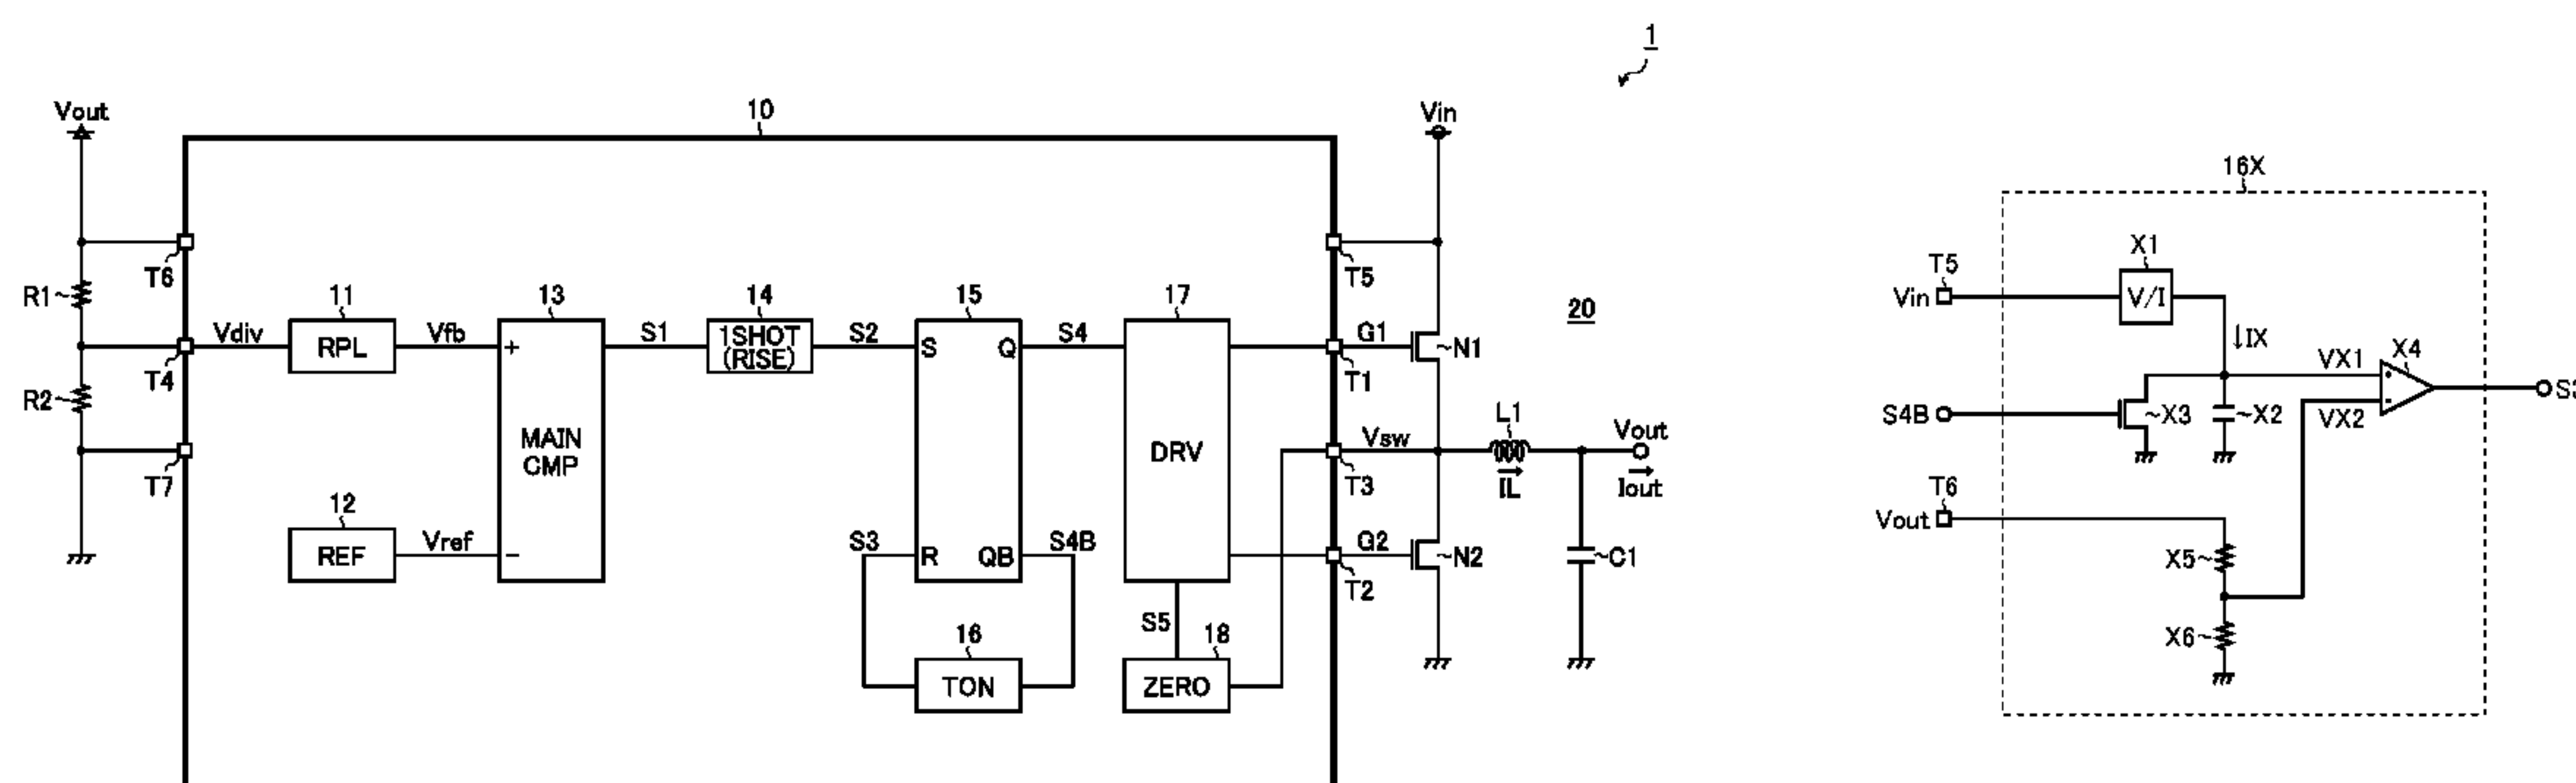 1
Vout
10
Vin
T6
T5
R1
11
13
14
15
17
20
Vdiv
RPL
Vfb
+
S1
1SHOT
(RISE)
S2
S
Q
S4
G1
N1
T4
T1
R2
MAIN
CMP
DRV
Vsw
L1
Vout
T7
T3
IL
Iout
12
REF
Vref
−
S3
R
QB
S4B
G2
N2
C1
T2
16
TON
S5
18
ZERO
16X
X1
T5
Vin
V/I
IX
VX1
X4
+
-
S4B
X3
X2
VX2
T6
Vout
X5
X6